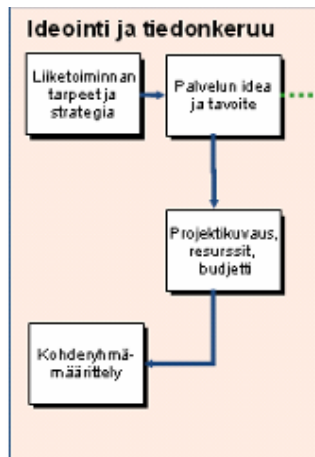 Ideointi ja tiedonkeruu
Liiketoiminnan
tarpeet ja
strategia
Palvelun idea
ja tavoite
Projektikuvaus,
resurssit,
budjetti
Kohderyhmä-
määrittely